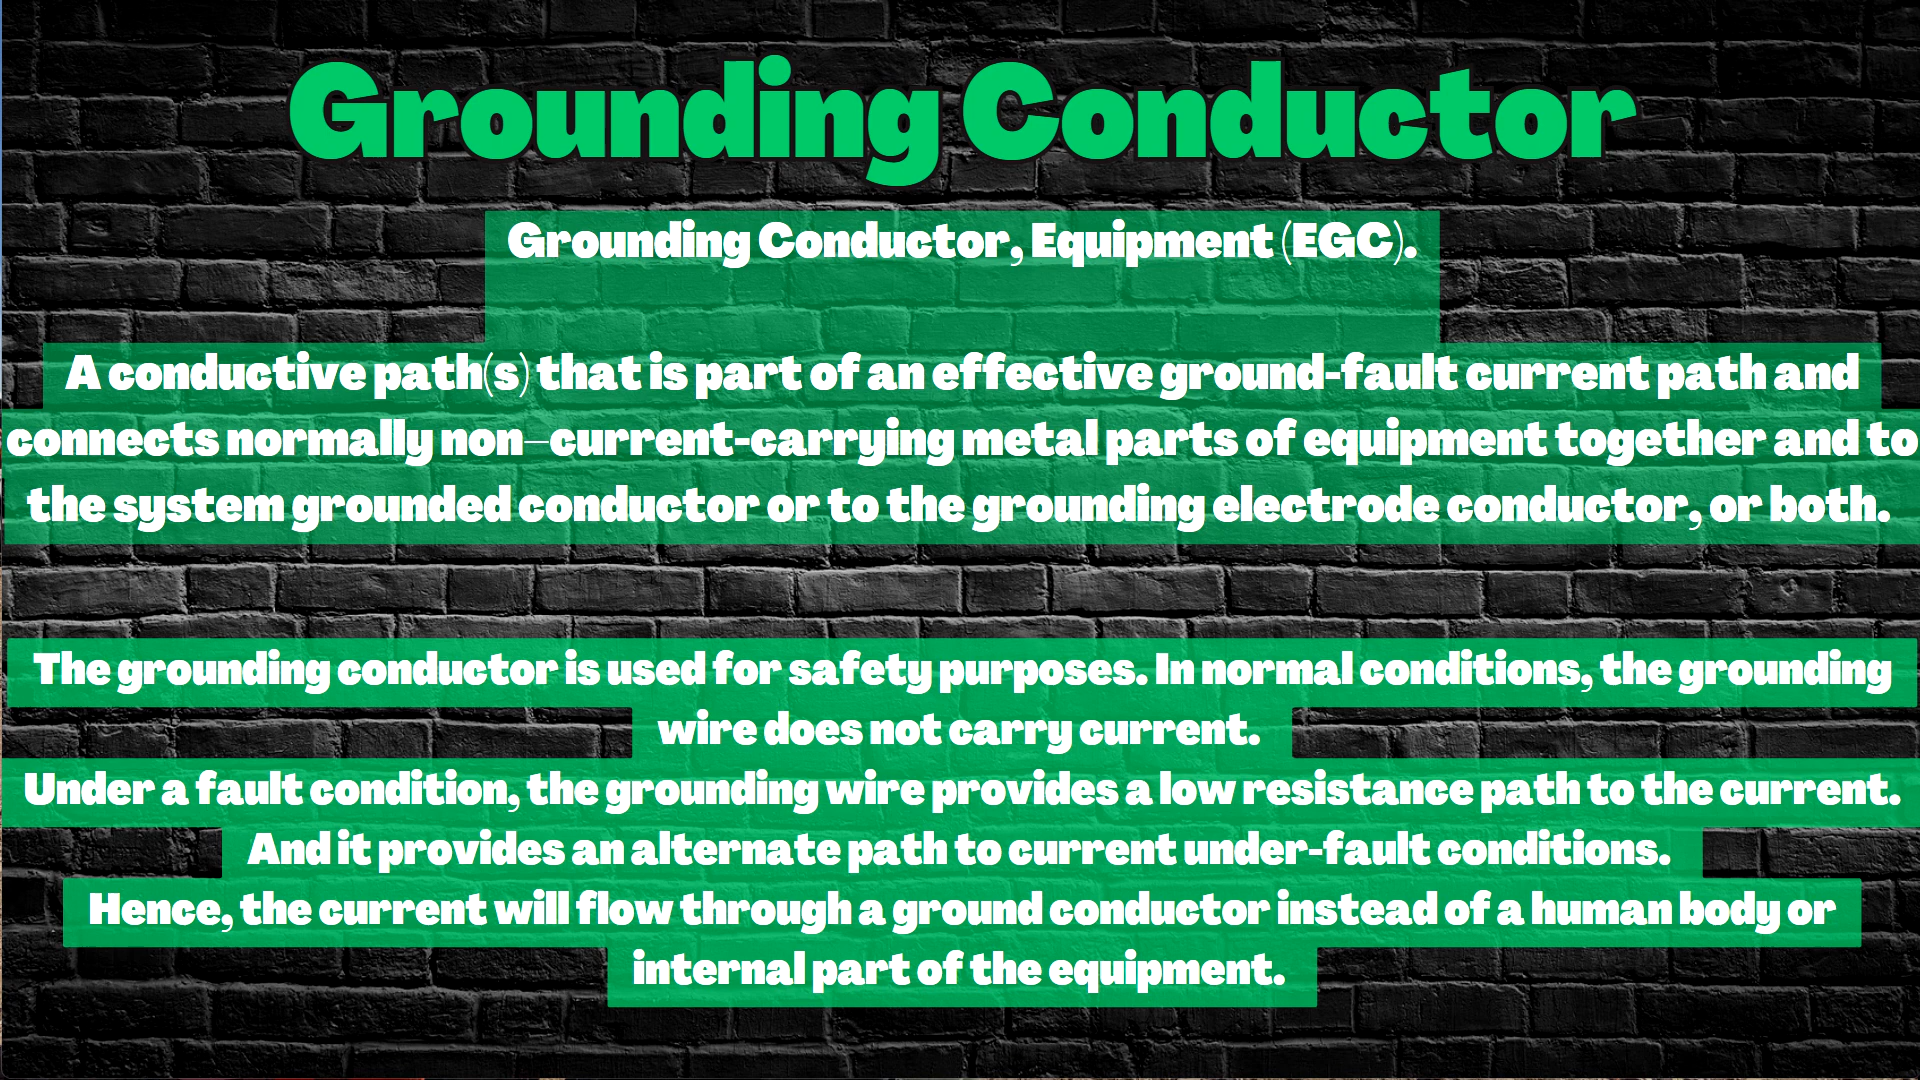 Grounding Conductor
Grounding Conductor, Equipment (EGC).
A conductive path(s) that is part of an effective ground-fault current path and
connects normally non–current-carrying metal parts of equipment together and to
the system grounded conductor or to the grounding electrode conductor, or both.
The grounding conductor is used for safety purposes. In normal conditions, the grounding
wire does not carry current.
Under a fault condition, the grounding wire provides a low resistance path to the current.
And it provides an alternate path to current under-fault conditions.
Hence, the current will flow through a ground conductor instead of a human body or
internal part of the equipment.